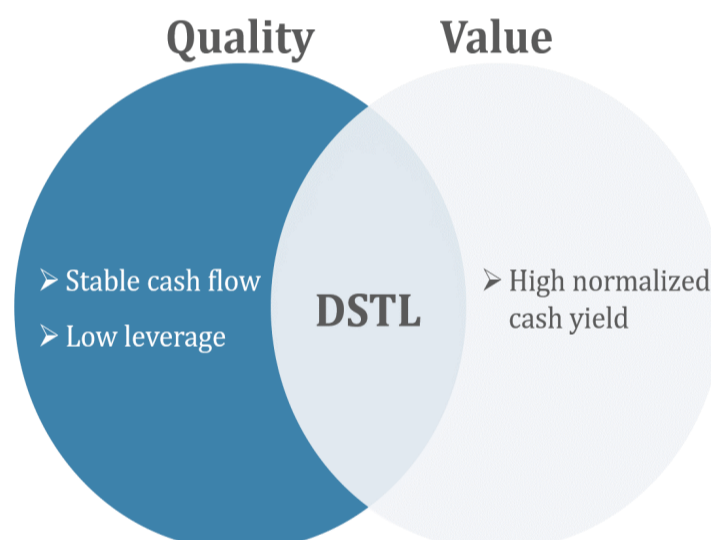 Quality
Value
Stable cash flow
Low leverage
DSTL
High normalized
cash yield